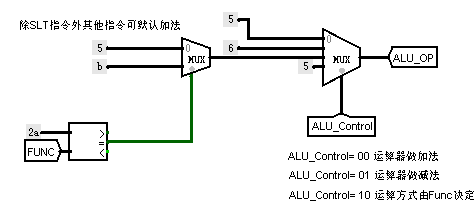 除SLT指令外其他指令可默认加法
5
5
0
MUX
b
6
0
MUX
5
ALU_OP
2a
FUNC
>
=
<
ALU_Control
ALU_Control= 00 运算器做加法
ALU_Control= 01 运算器做减法
ALU_Control= 10 运算方式由Func决定